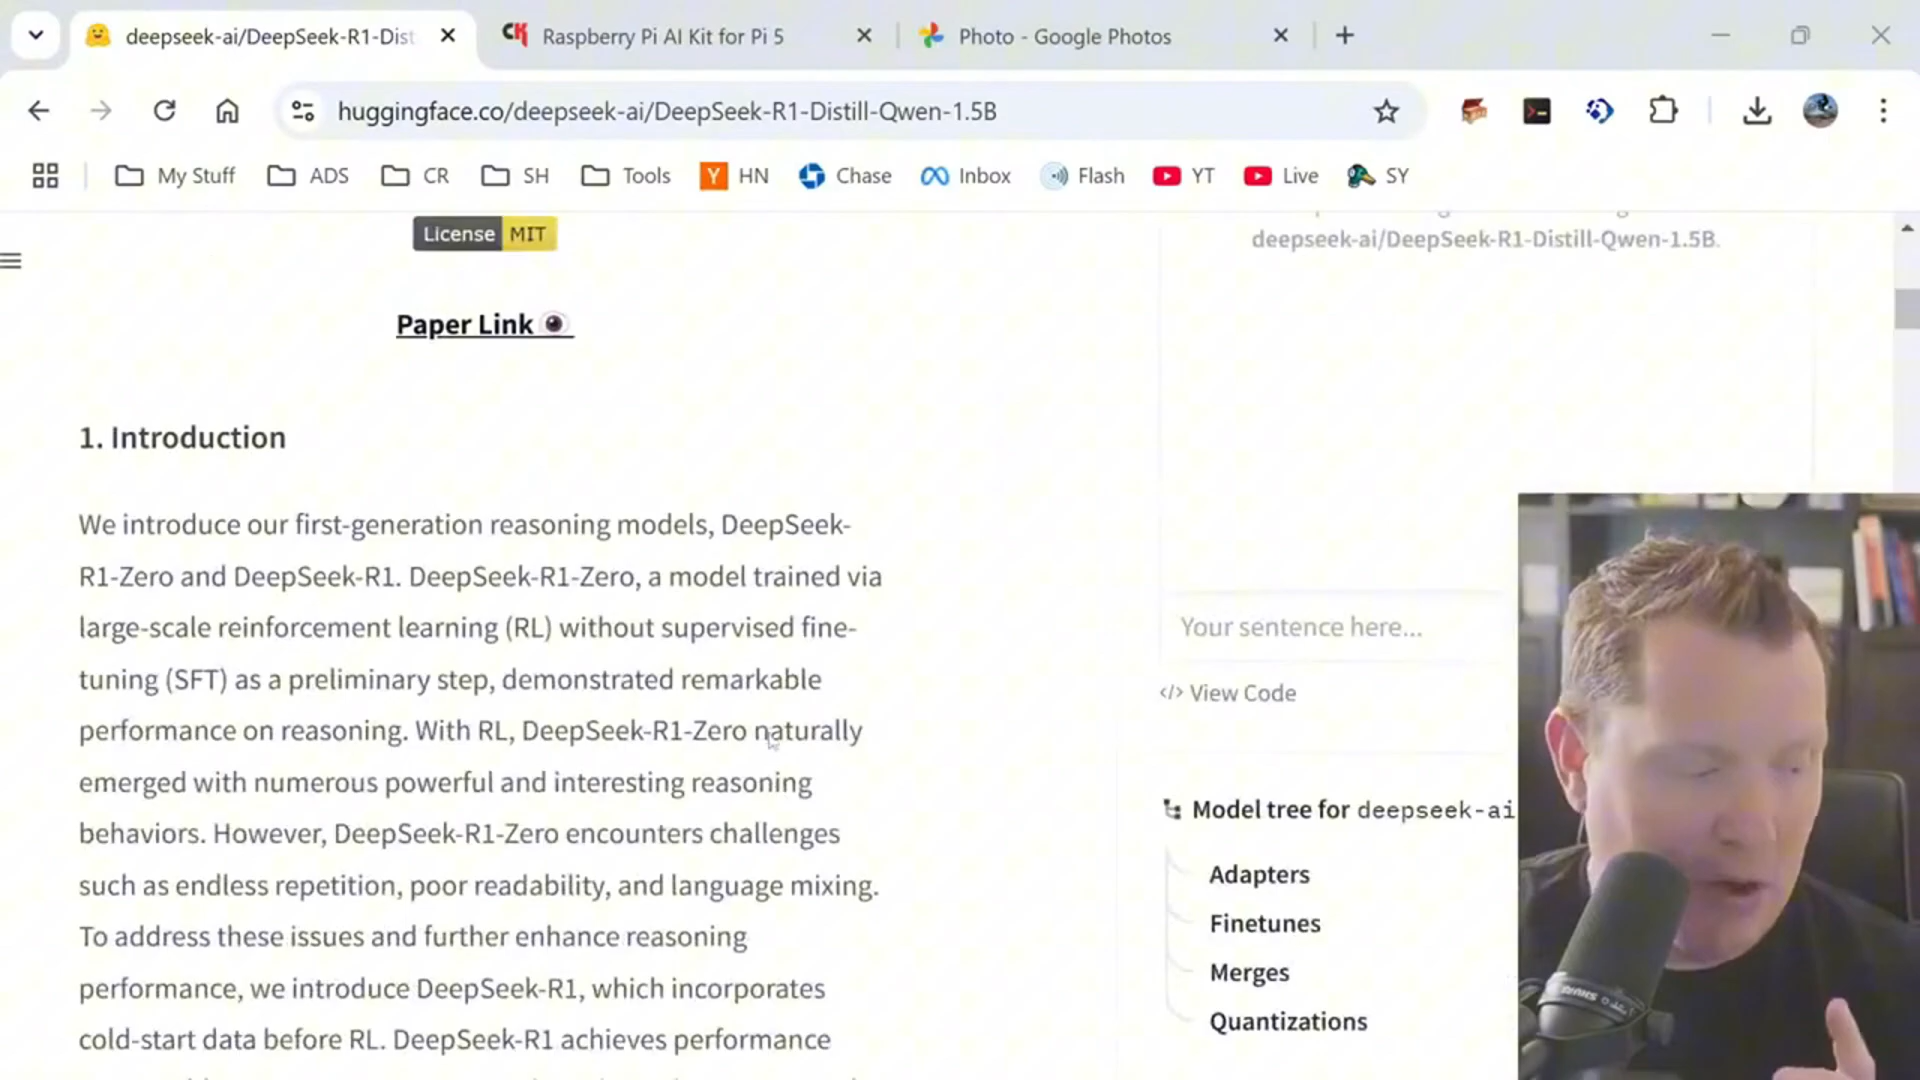 deepseek-ai/DeepSeek-R1-Dist
Raspberry Pi AI Kit for Pi 5
Photo - Google Photos
huggingface.co/deepseek-ai/DeepSeek-R1-Distill-Qwen-1.5B
My Stuff
ADS
CR
SH
Tools
Y HN
Chase
Inbox
Flash
YT
Live
SY
License MIT
deepseek-ai/DeepSeek-R1-Distill-Qwen-1.5B.
Paper Link
1. Introduction
We introduce our first-generation reasoning models, DeepSeek-
R1-Zero and DeepSeek-R1. DeepSeek-R1-Zero, a model trained via
large-scale reinforcement learning (RL) without supervised fine-
tuning (SFT) as a preliminary step, demonstrated remarkable
performance on reasoning. With RL, DeepSeek-R1-Zero naturally
emerged with numerous powerful and interesting reasoning
behaviors. However, DeepSeek-R1-Zero encounters challenges
such as endless repetition, poor readability, and language mixing.
To address these issues and further enhance reasoning
performance, we introduce DeepSeek-R1, which incorporates
cold-start data before RL. DeepSeek-R1 achieves performance
Your sentence here...
</> View Code
Model tree for deepseek-ai
Adapters
Finetunes
Merges
Quantizations
SHURE